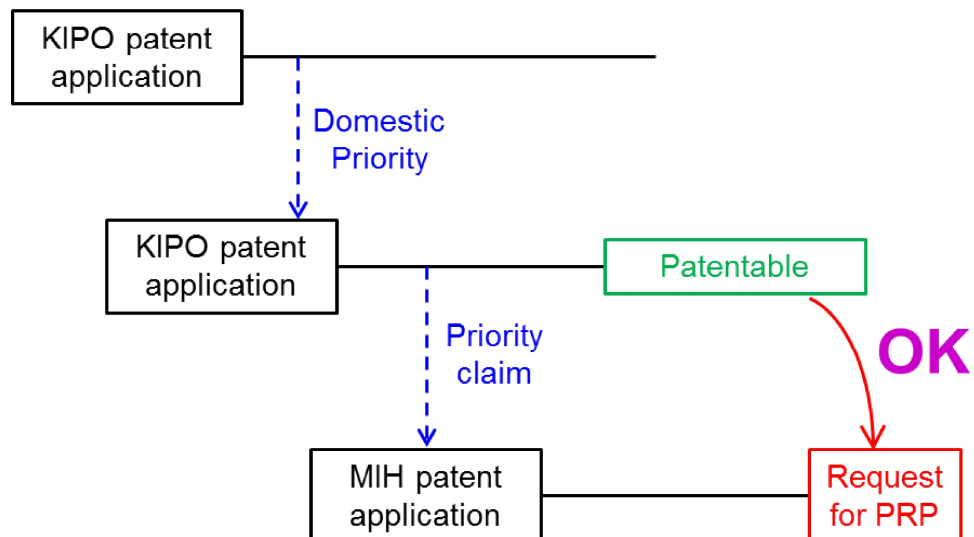 KIPO patent
application
Domestic
Priority
KIPO patent
application
Patentable
Priority
claim
OK
MIH patent
application
Request
for PRP